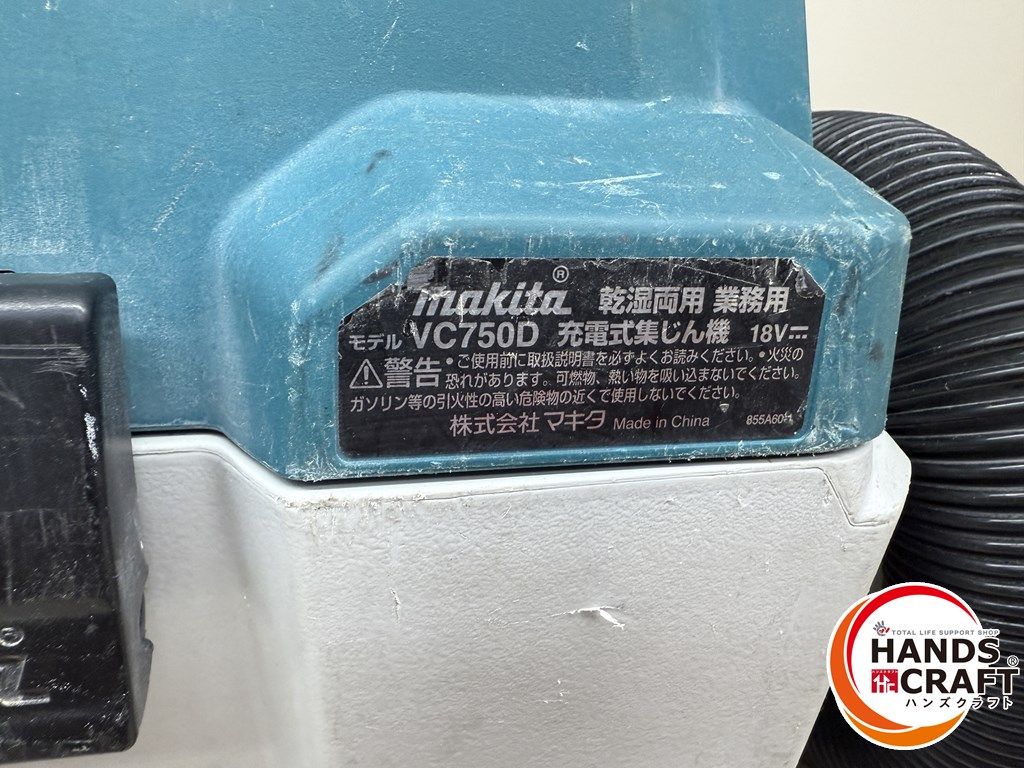 makita® 乾湿両用 業務用
モデル VC750D 充電式集じん機 18V
警告 ・ご使用前に取扱説明書を必ずよくお読みください。・火災の
恐れがあります。可燃物、熱い物を吸い込まないでください。
ガソリン等の引火性の高い危険物の近くで使用しないでください。
株式会社 マキタ Made in China
TOTAL LIFE SUPPORT SHOP
HANDS
CRAFT®
ハンズクラフト